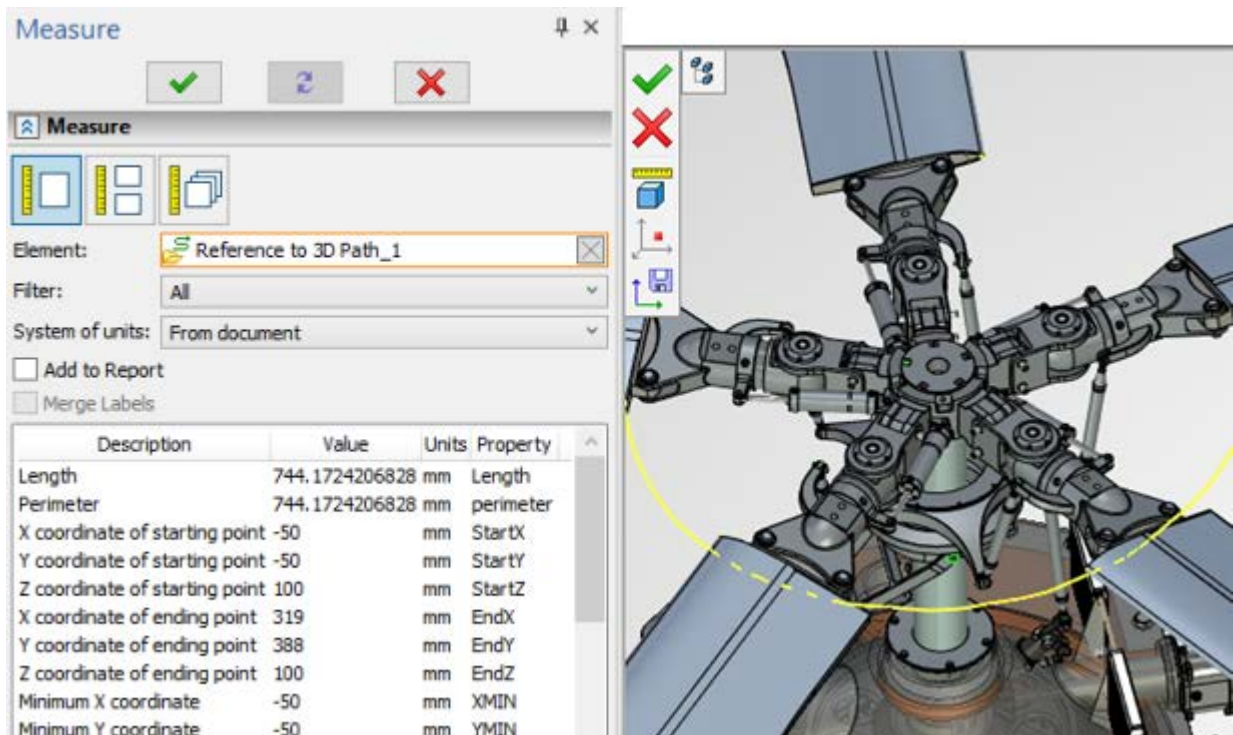 Measure
Measure
Element: Reference to 3D Path_1
Filter: All
System of units: From document
Add to Report
Merge Labels
Description Value Units Property
Length 744.1724206828 mm Length
Perimeter 744.1724206828 mm perimeter
X coordinate of starting point -50 mm StartX
Y coordinate of starting point -50 mm StartY
Z coordinate of starting point 100 mm StartZ
X coordinate of ending point 319 mm EndX
Y coordinate of ending point 388 mm EndY
Z coordinate of ending point 100 mm EndZ
Minimum X coordinate -50 mm XMIN
Minimum Y coordinate -50 mm YMIN